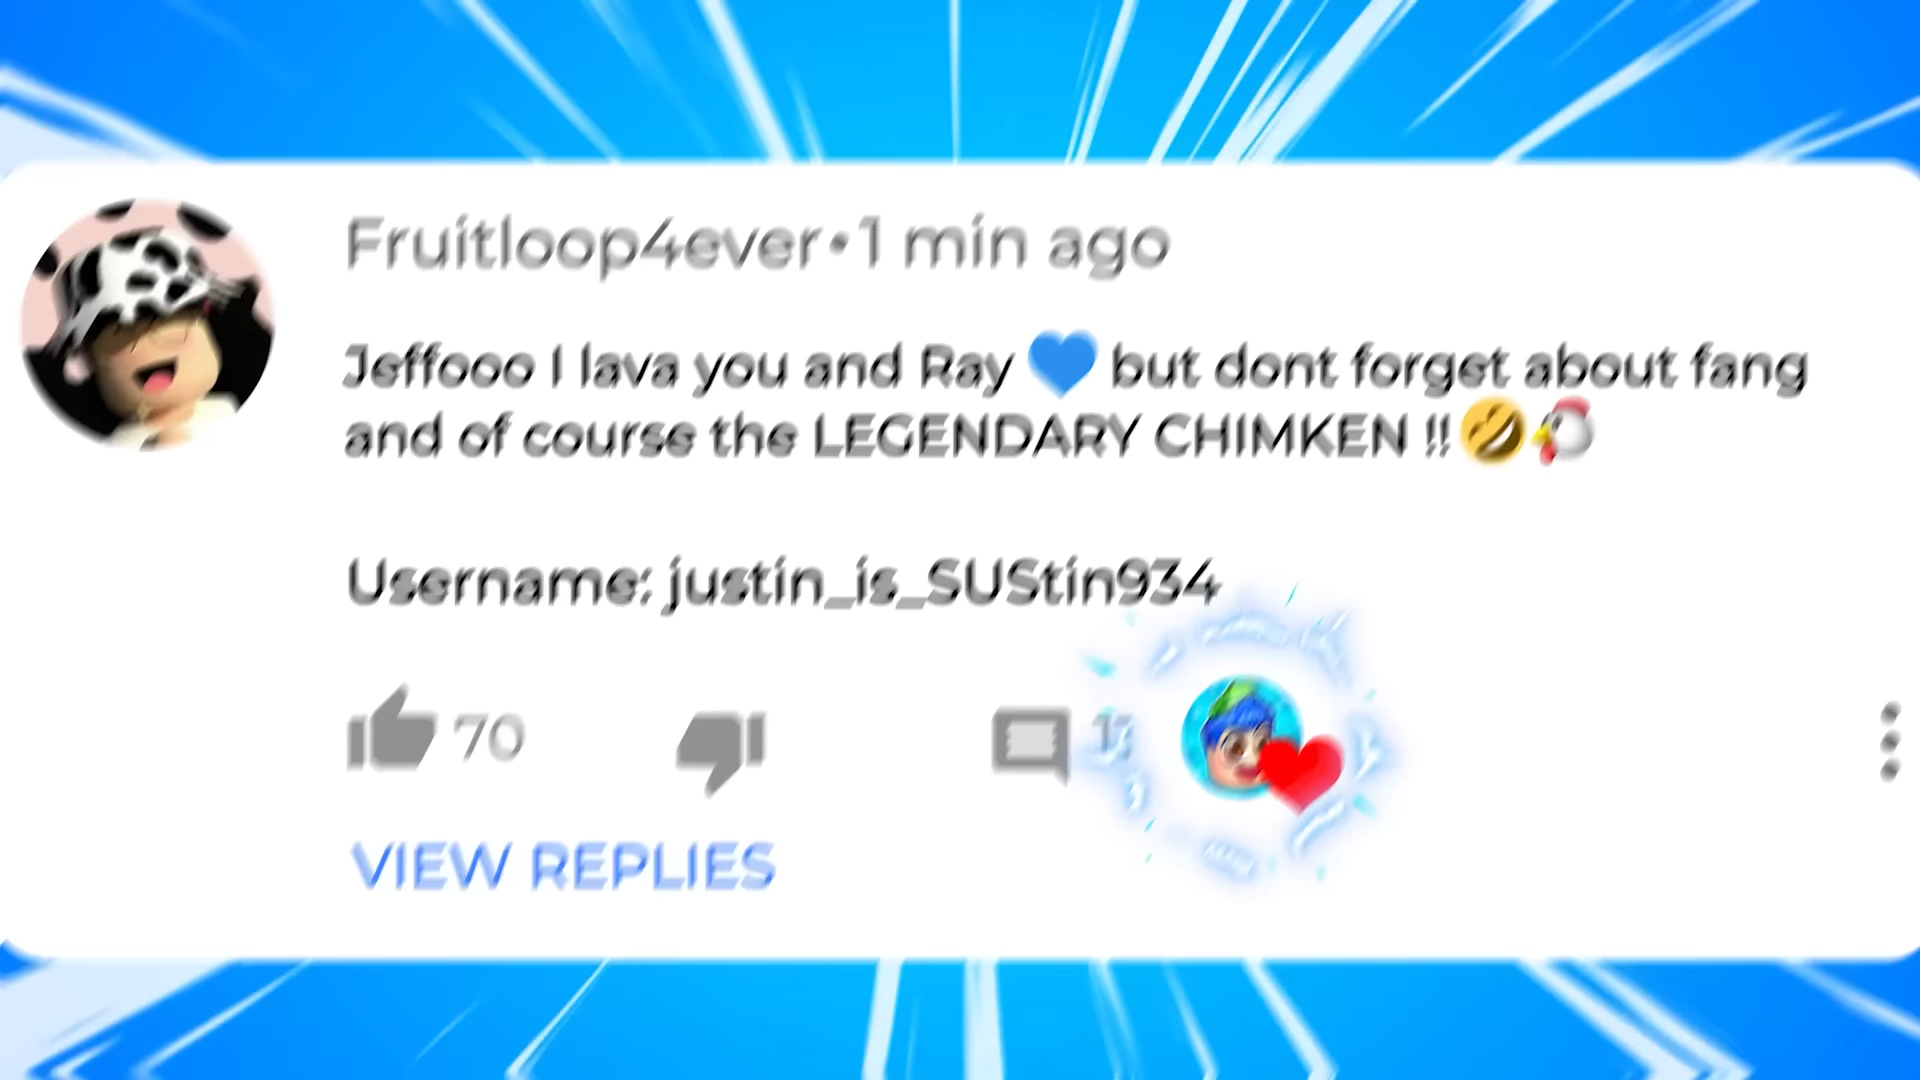 Fruitloop4ever•1 min ago
Jeffooo I lava you and Ray 💙 but dont forget about fang
and of course the LEGENDARY CHIMKEN !!🤣🐔
Username: justin_is_SUStin934
70
VIEW REPLIES